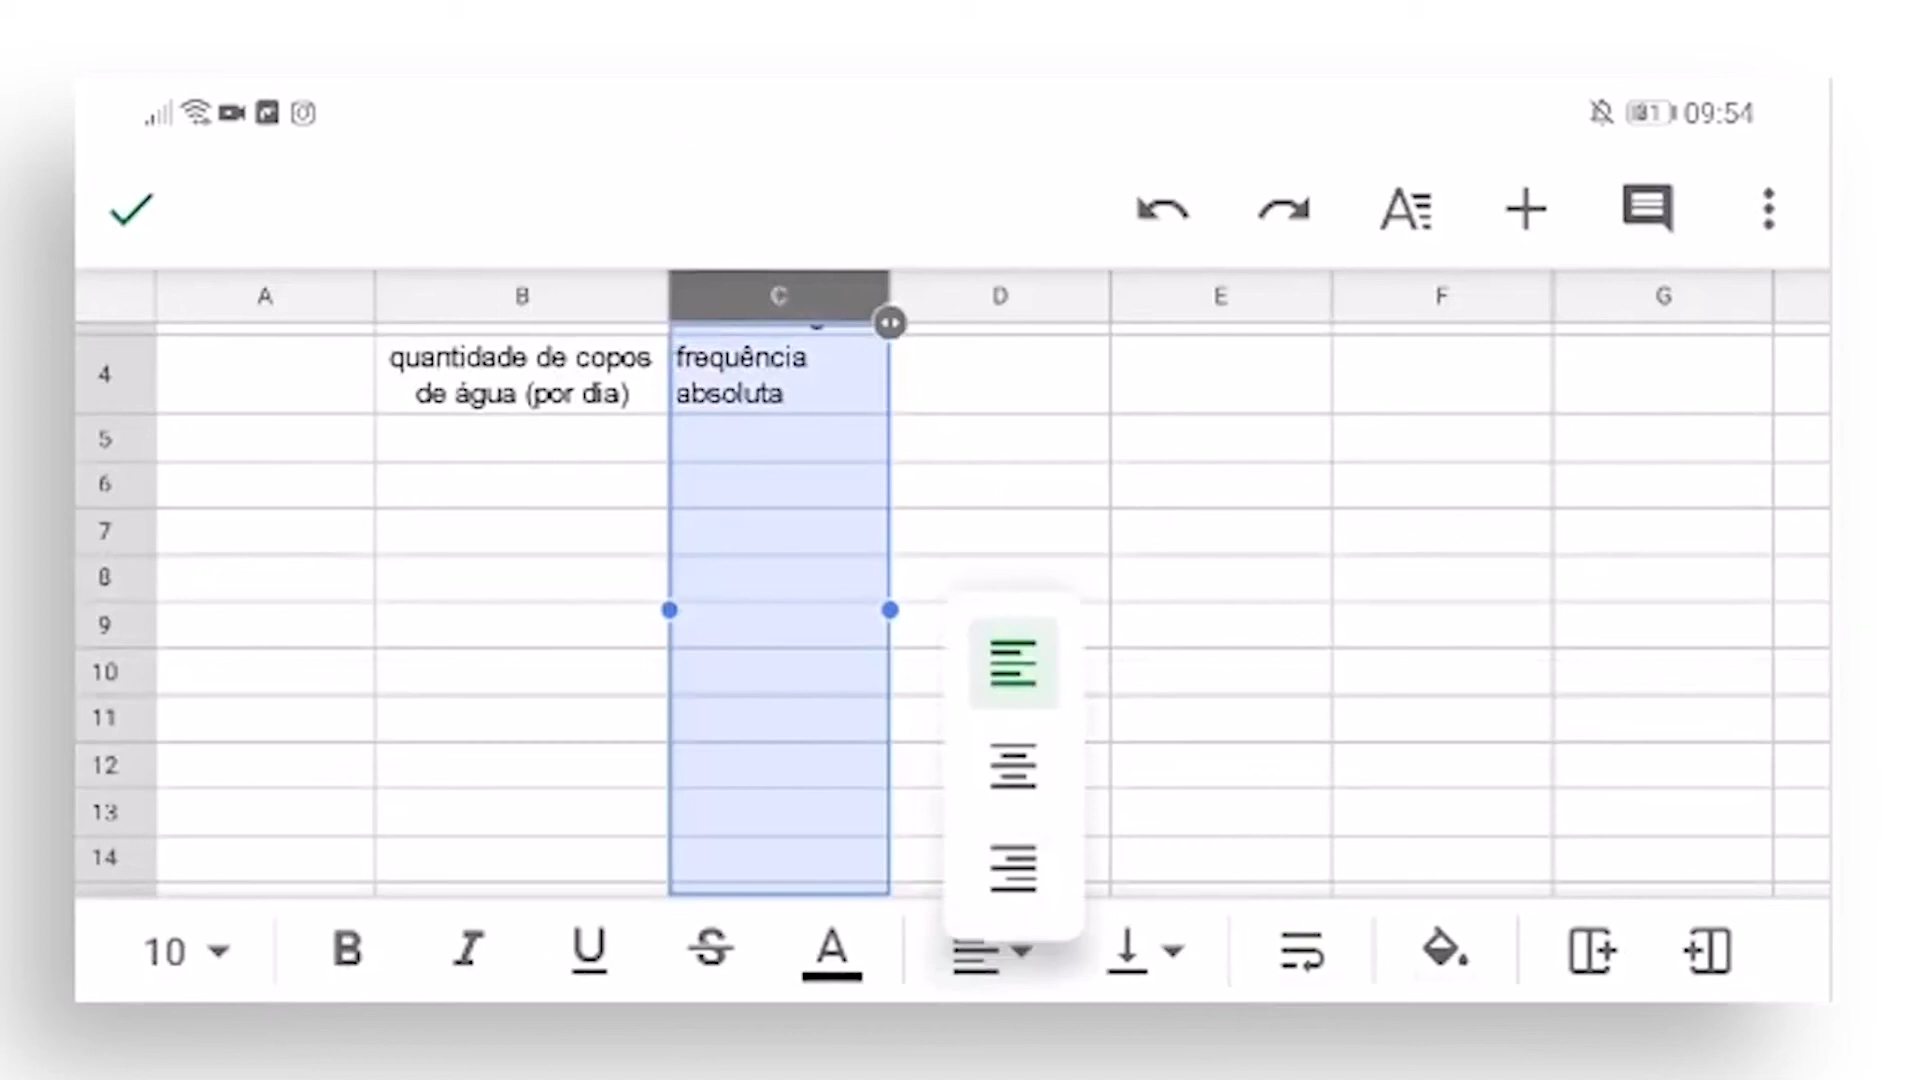 81 09:54
A B C D E F G
4 quantidade de copos frequência
de água (por dia) absoluta
5
6
7
8
9
10
11
12
13
14
10 B I U S A